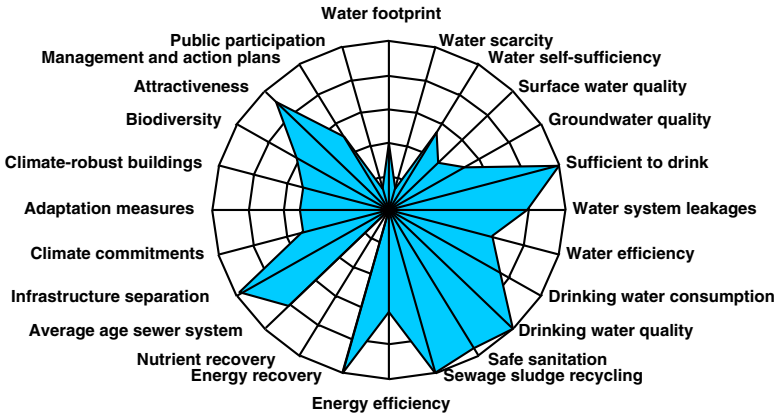 Water footprint
Public participation
Water scarcity
Management and action plans
Water self-sufficiency
Attractiveness
Surface water quality
Biodiversity
Groundwater quality
Climate-robust buildings
Sufficient to drink
Adaptation measures
Water system leakages
Climate commitments
Water efficiency
Infrastructure separation
Drinking water consumption
Average age sewer system
Drinking water quality
Nutrient recovery
Safe sanitation
Energy recovery
Sewage sludge recycling
Energy efficiency